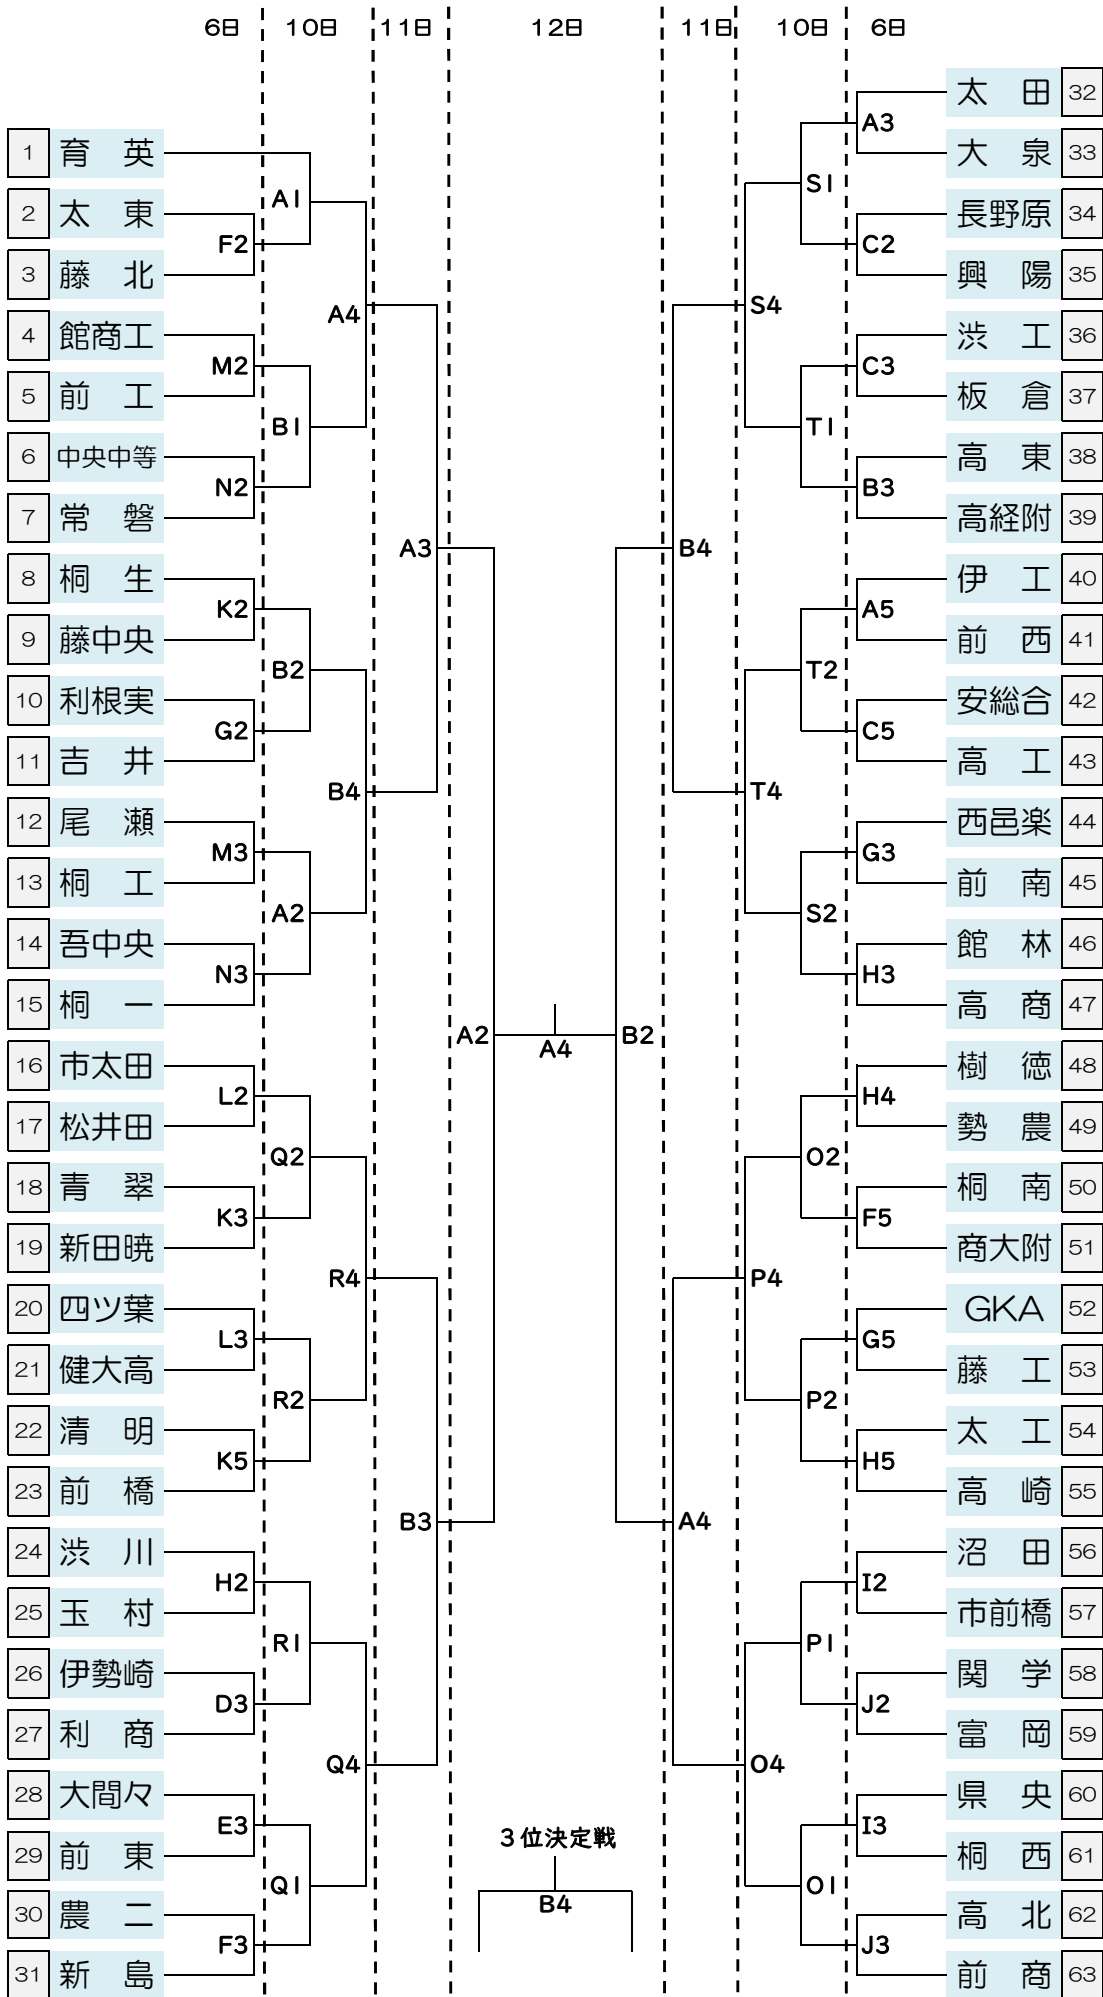 6日 10日 11日 12日 11日 10日 6日
1 育英
2 太東
3 藤北
4 館商工
5 前工
6 中央中等
7 常磐
8 桐生
9 藤中央
10 利根実
11 吉井
12 尾瀬
13 桐工
14 吾中央
15 桐一
16 市太田
17 松井田
18 青翠
19 新田暁
20 四ツ葉
21 健大高
22 清明
23 前橋
24 渋川
25 玉村
26 伊勢崎
27 利商
28 大間々
29 前東
30 農二
31 新島
F2
M2
N2
K2
G2
M3
N3
L2
K3
L3
K5
H2
D3
E3
F3
A1
B1
B2
A2
Q2
R2
R1
Q1
A4
B4
R4
Q4
A3
B3
A2
A4
B2
3位決定戦
B4
B4
A4
S4
T4
P4
O4
S1
T1
T2
S2
O2
P2
P1
O1
A3
C2
C3
B3
A5
C5
G3
H3
H4
F5
G5
H5
I2
J2
I3
J3
太田 32
大泉 33
長野原 34
興陽 35
渋工 36
板倉 37
高東 38
高経附 39
伊工 40
前西 41
安総合 42
高工 43
西邑楽 44
前南 45
館林 46
高商 47
樹徳 48
勢農 49
桐南 50
商大附 51
GKA 52
藤工 53
太工 54
高崎 55
沼田 56
市前橋 57
関学 58
富岡 59
県央 60
桐西 61
高北 62
前商 63